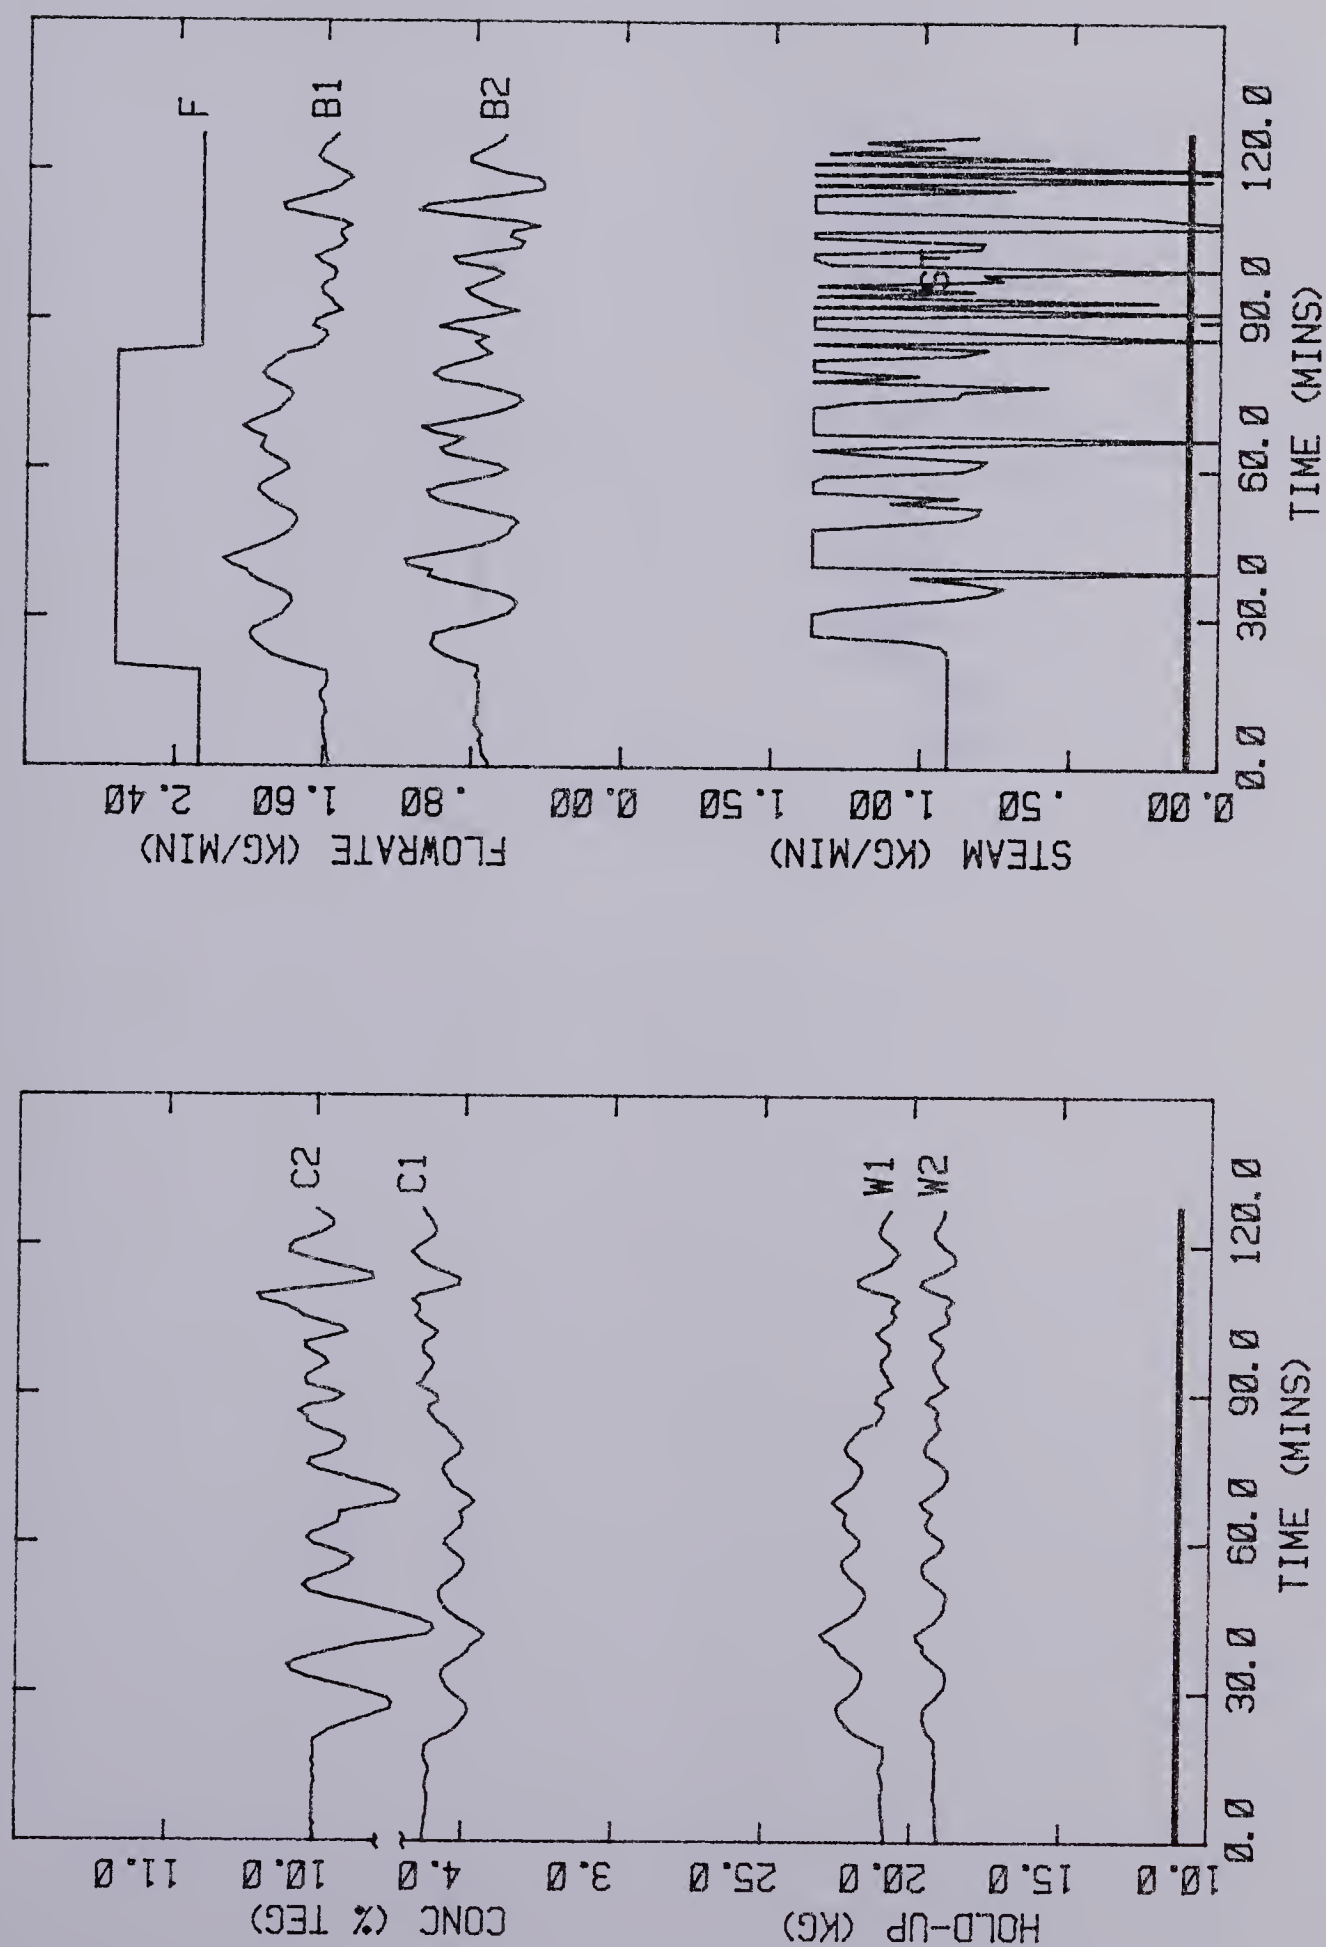 CONC (% TEG)
11.0
10.0
4.0
3.0
C2
C1
HOLD-UP (KG)
25.0
20.0
15.0
10.0
W1
W2
0.0 30.0 60.0 90.0 120.0
TIME (MINS)
FLOWRATE (KG/MIN)
2.40
1.60
.80
0.00
F
B1
B2
STEAM (KG/MIN)
1.50
1.00
.50
0.00
ST
0.0 30.0 60.0 90.0 120.0
TIME (MINS)